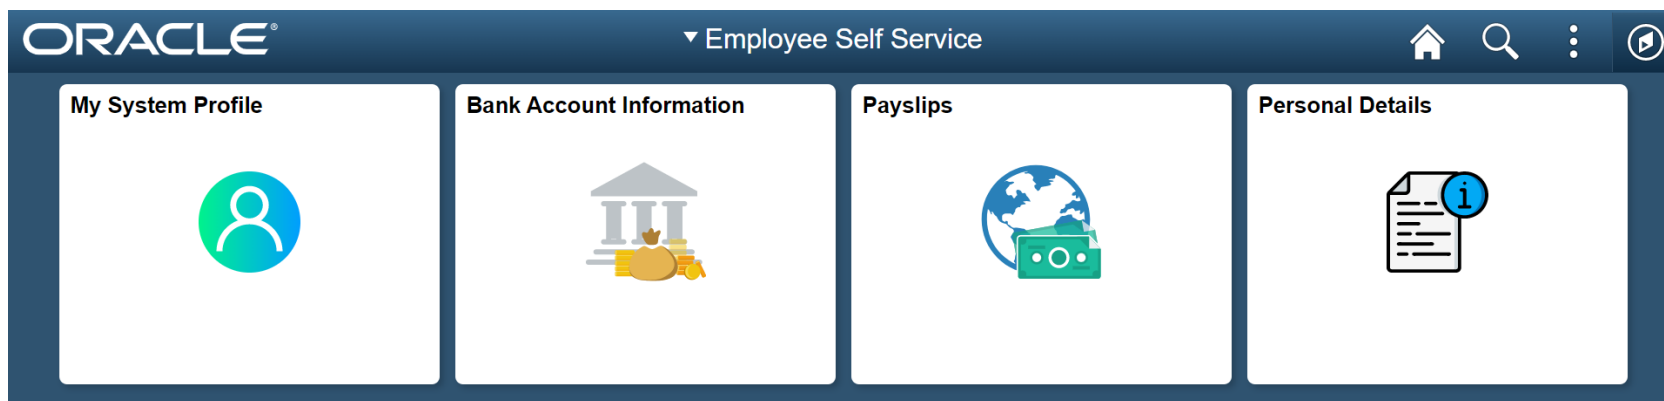 ORACLE®
Employee Self Service
My System Profile
Bank Account Information
Payslips
Personal Details
i